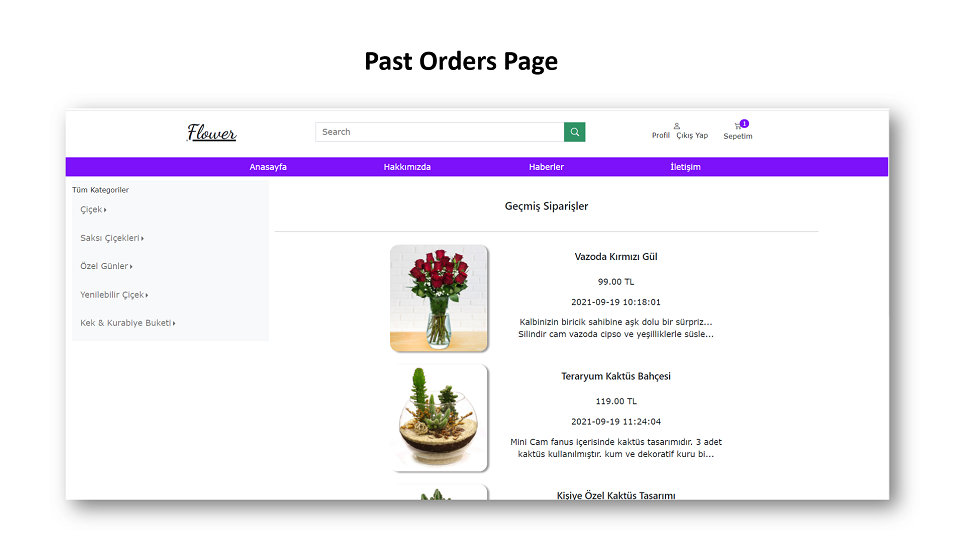 Past Orders Page
Flower
Search
Profil
Çıkış Yap
1
Sepetim
Anasayfa
Hakkımızda
Haberler
İletişim
Tüm Kategoriler
Çiçek
Saksı Çiçekleri
Özel Günler
Yenilebilir Çiçek
Kek & Kurabiye Buketi
Geçmiş Siparişler
Vazoda Kırmızı Gül
99.00 TL
2021-09-19 10:18:01
Kalbinizin biricik sahibine aşk dolu bir sürpriz...
Silindir cam vazoda cipso ve yeşilliklerle süsle...
Teraryum Kaktüs Bahçesi
119.00 TL
2021-09-19 11:24:04
Mini Cam fanus içerisinde kaktüs tasarımıdır. 3 adet
kaktüs kullanılmıştır. kum ve dekoratif kuru bi...
Kişiye Özel Kaktüs Tasarımı